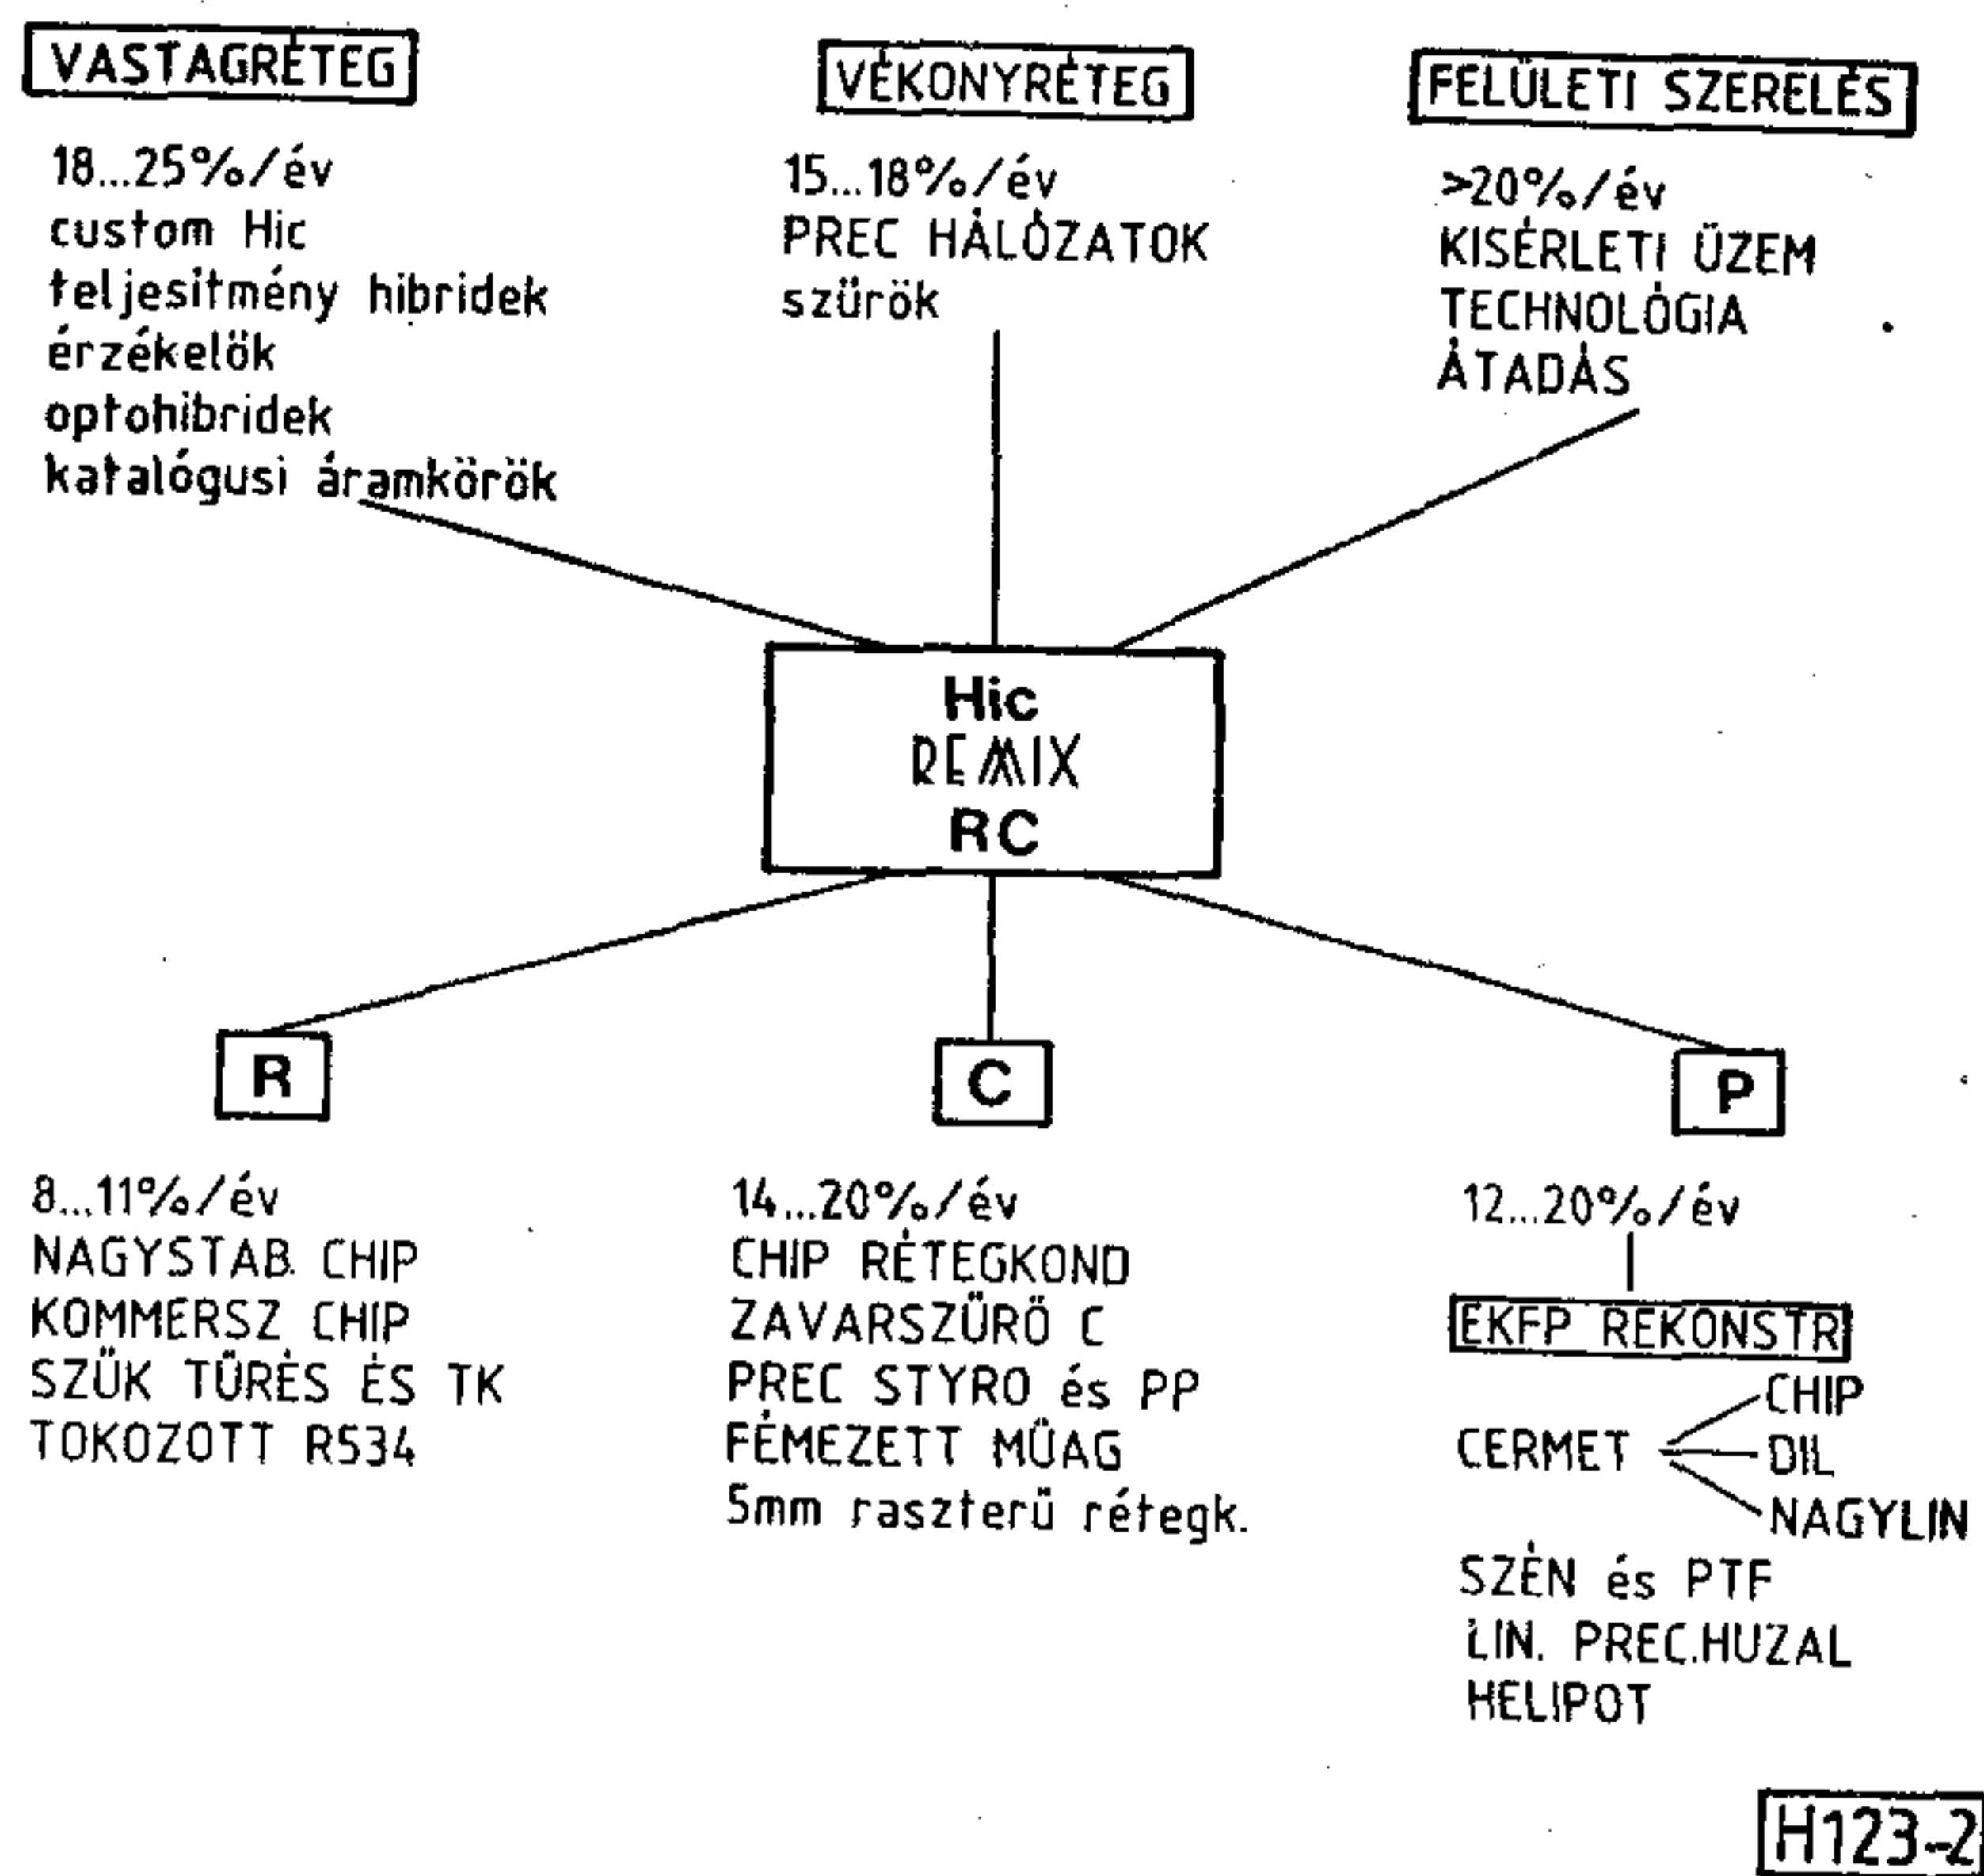 VASTAGRÉTEG
18...25%/év
custom Hic
teljesítmény hibridek
érzékelök
optohibridek
katalógusi áramkörök
VÉKONYRÉTEG
15...18%/év
PREC HÁLÓZATOK
szürök
FELÜLETI SZERELÉS
>20%/év
KISÉRLETI ÜZEM
TECHNOLÓGIA
ÁTADÁS
Hic
REMIX
RC
R
8...11%/év
NAGYSTAB. CHIP
KOMMERSZ CHIP
SZÜK TÜRÉS ÉS TK
TOKOZOTT R534
C
14...20%/év
CHIP RÉTEGKOND
ZAVARSZÜRÖ C
PREC STYRO és PP
FÉMEZETT MÜAG
5mm raszterü rétegk.
P
12...20%/év
EKFP REKONSTR
CERMET
CHIP
DIL
NAGYLIN
SZÉN és PTF
LIN. PREC.HUZAL
HELIPOT
H123-2